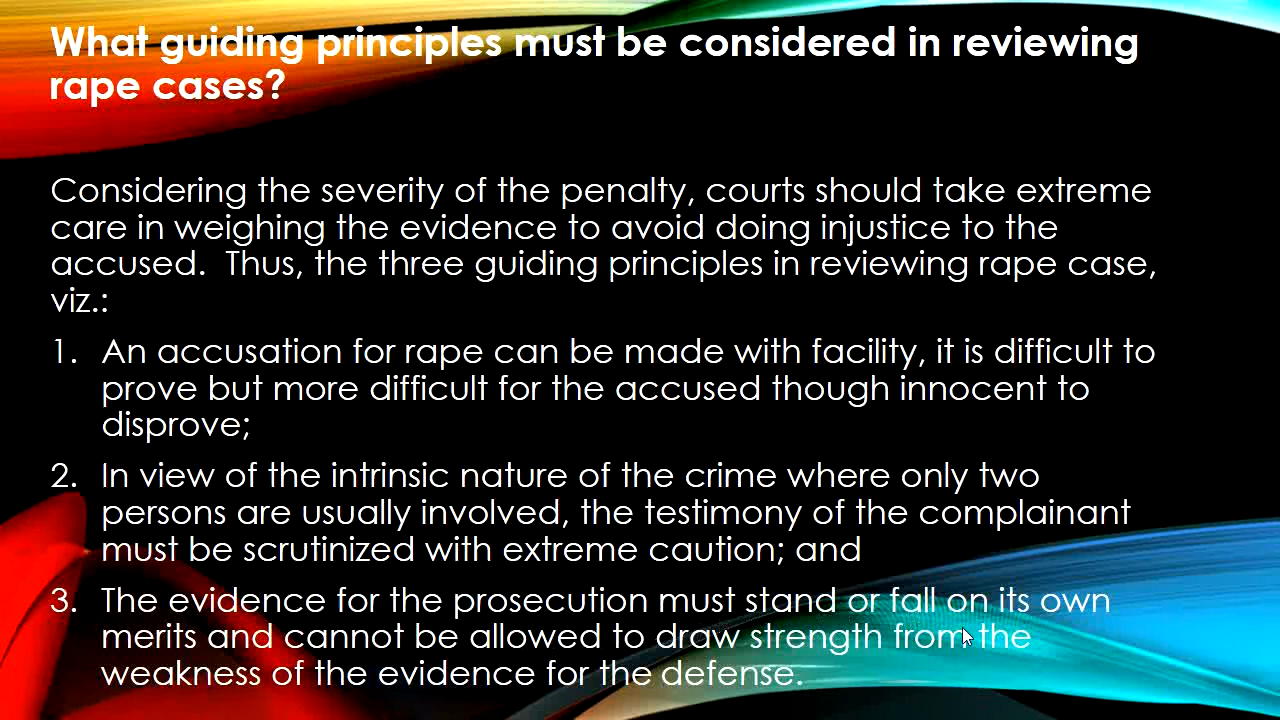 What guiding principles must be considered in reviewing
rape cases?
Considering the severity of the penalty, courts should take extreme
care in weighing the evidence to avoid doing injustice to the
accused.  Thus, the three guiding principles in reviewing rape case,
viz.:
1. An accusation for rape can be made with facility, it is difficult to
prove but more difficult for the accused though innocent to
disprove;
2. In view of the intrinsic nature of the crime where only two
persons are usually involved, the testimony of the complainant
must be scrutinized with extreme caution; and
3. The evidence for the prosecution must stand or fall on its own
merits and cannot be allowed to draw strength from the
weakness of the evidence for the defense.